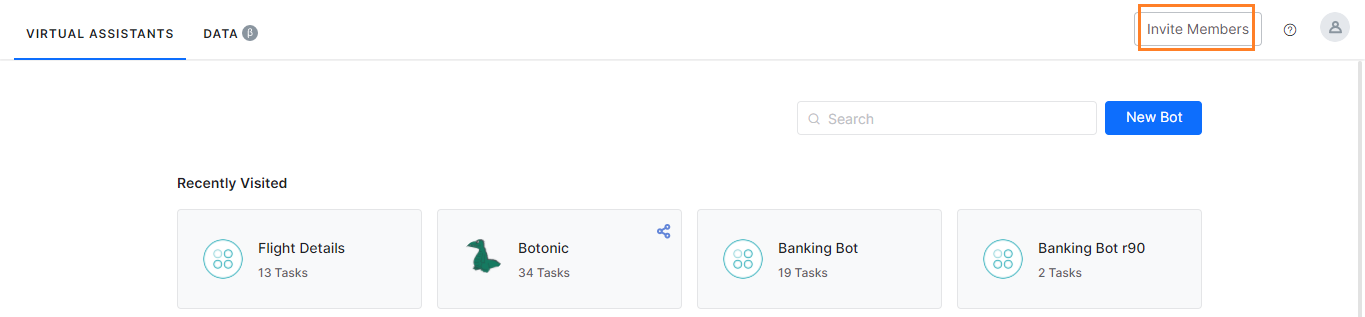 VIRTUAL ASSISTANTS DATA β Invite Members ?
Search New Bot
Recently Visited
Flight Details Botonic Banking Bot Banking Bot r90
13 Tasks 34 Tasks 19 Tasks 2 Tasks